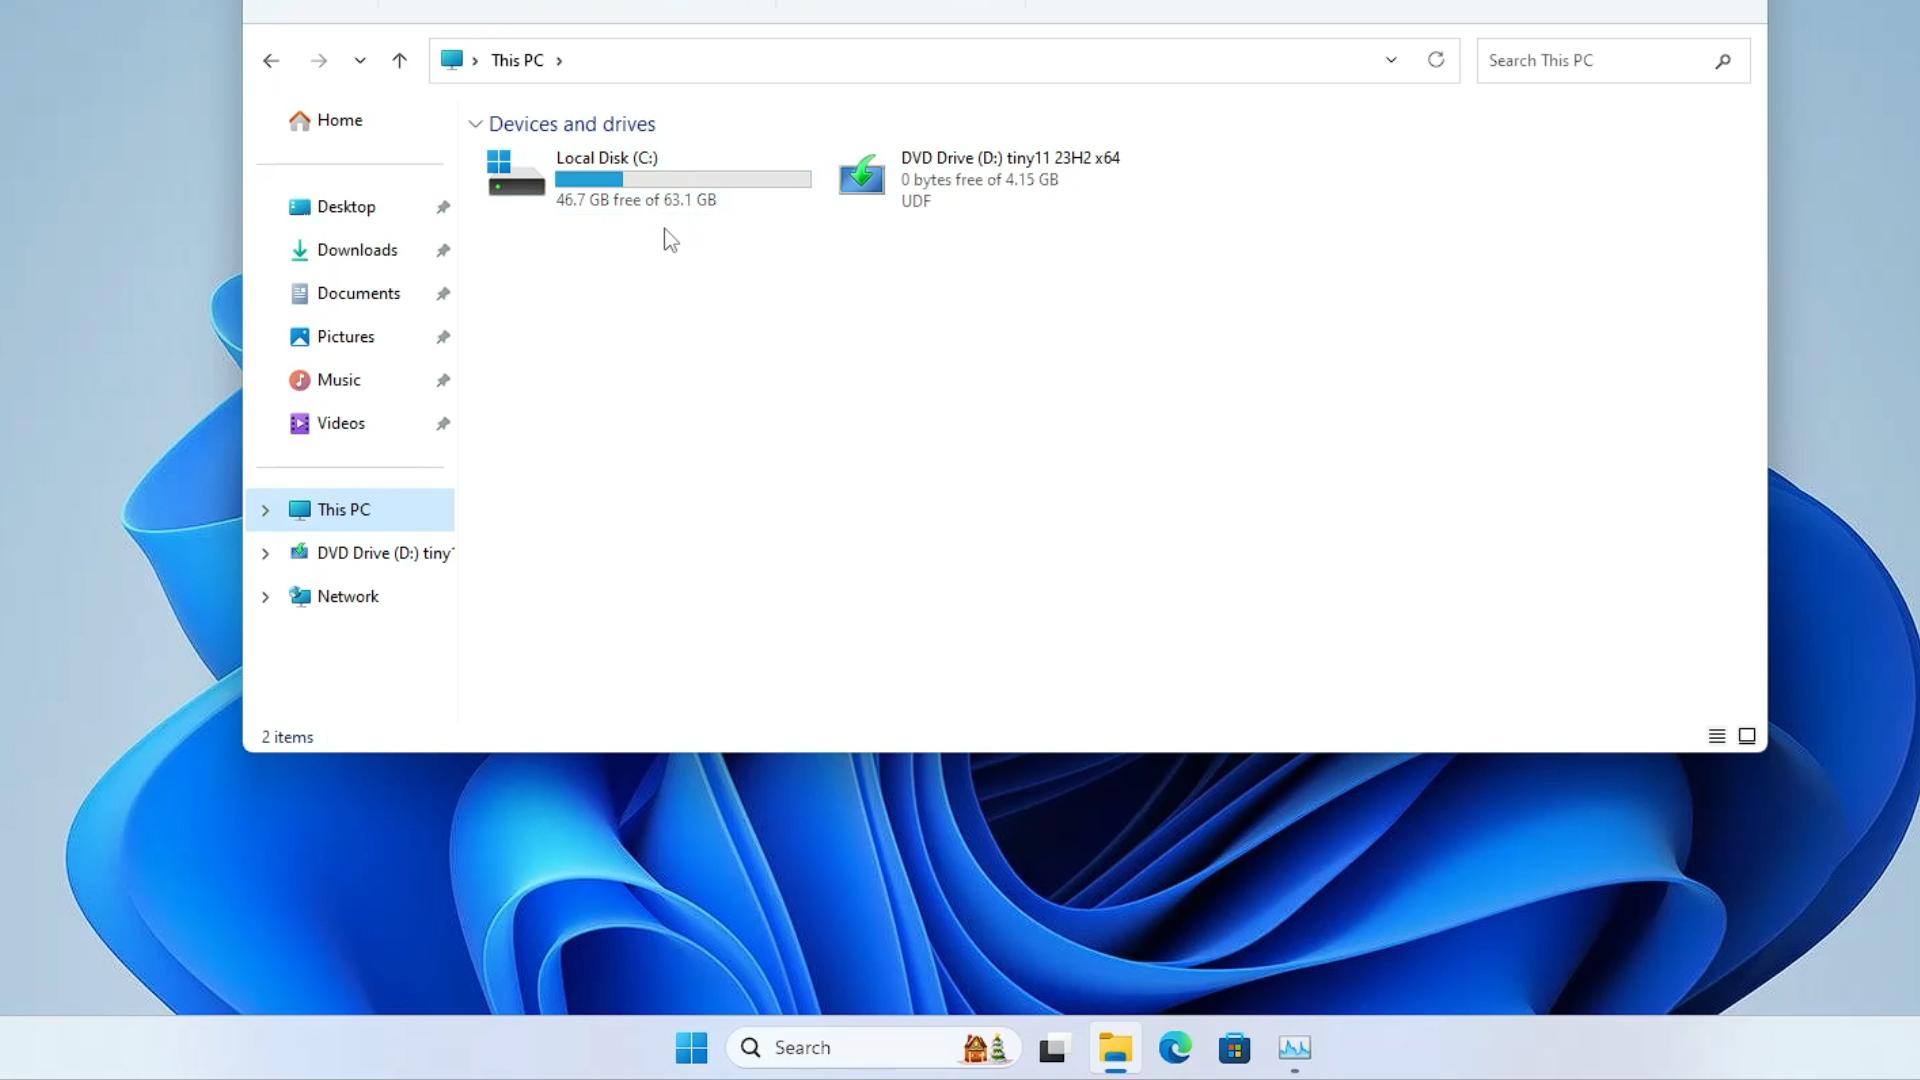 This PC
Search This PC
Home
Desktop
Downloads
Documents
Pictures
Music
Videos
This PC
DVD Drive (D:) tiny1
Network
Devices and drives
Local Disk (C:)
46.7 GB free of 63.1 GB
DVD Drive (D:) tiny11 23H2 x64
0 bytes free of 4.15 GB
UDF
2 items
Search